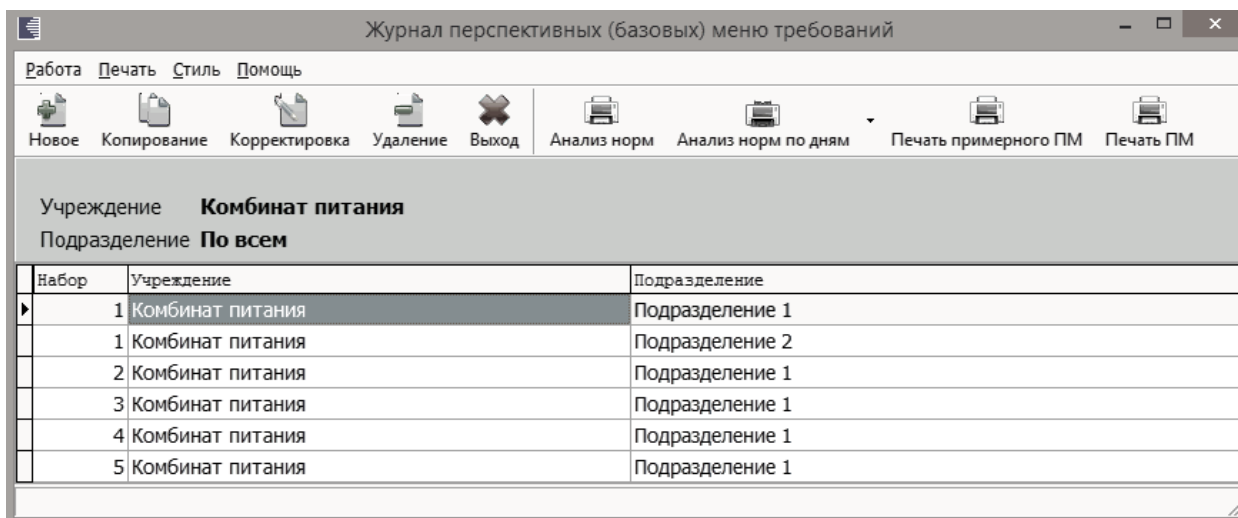 Журнал перспективных (базовых) меню требований
Работа Печать Стиль Помощь
Новое Копирование Корректировка Удаление Выход Анализ норм Анализ норм по дням Печать примерного ПМ Печать ПМ
Учреждение Комбинат питания
Подразделение По всем
Набор Учреждение Подразделение
1 Комбинат питания Подразделение 1
1 Комбинат питания Подразделение 2
2 Комбинат питания Подразделение 1
3 Комбинат питания Подразделение 1
4 Комбинат питания Подразделение 1
5 Комбинат питания Подразделение 1